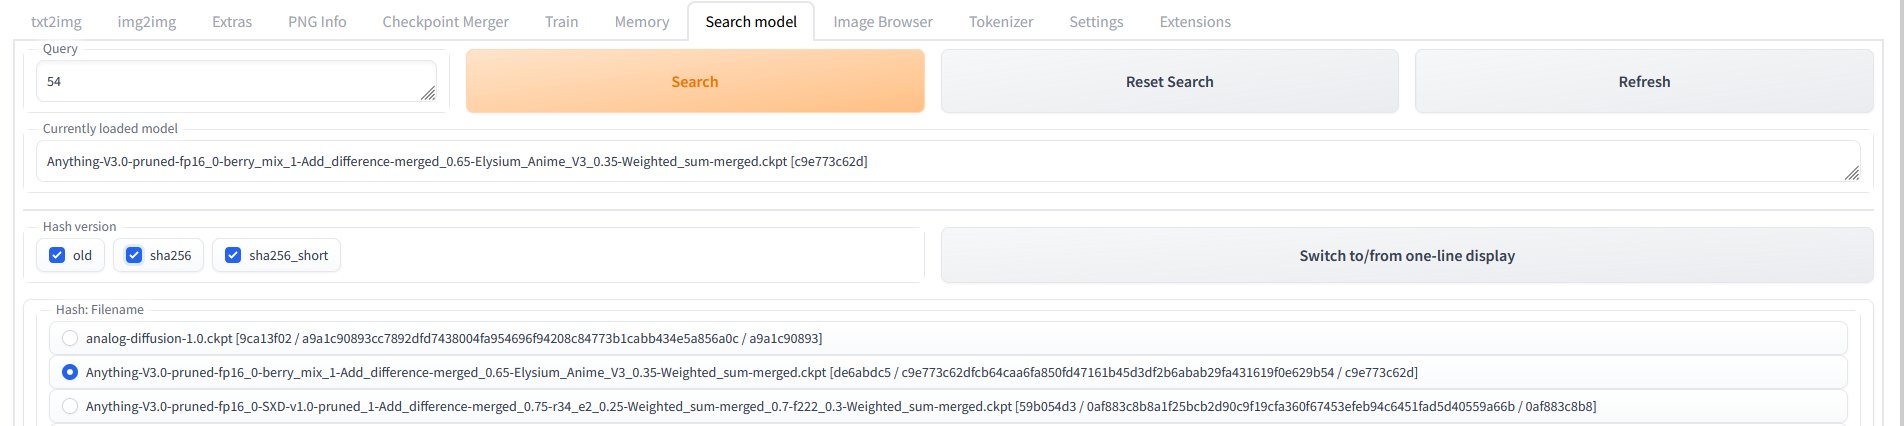 txt2img img2img Extras PNG Info Checkpoint Merger Train Memory Search model Image Browser Tokenizer Settings Extensions
Query
54 Search Reset Search Refresh
Currently loaded model
Anything-V3.0-pruned-fp16_0-berry_mix_1-Add_difference-merged_0.65-Elysium_Anime_V3_0.35-Weighted_sum-merged.ckpt [c9e773c62d]
Hash version
old sha256 sha256_short Switch to/from one-line display
Hash: Filename
analog-diffusion-1.0.ckpt [9ca13f02 / a9a1c90893cc7892dfd7438004fa954696f94208c84773b1cabb434e5a856a0c / a9a1c90893]
Anything-V3.0-pruned-fp16_0-berry_mix_1-Add_difference-merged_0.65-Elysium_Anime_V3_0.35-Weighted_sum-merged.ckpt [de6abdc5 / c9e773c62dfcb64caa6fa850fd47161b45d3df2b6abab29fa431619f0e629b54 / c9e773c62d]
Anything-V3.0-pruned-fp16_0-SXD-v1.0-pruned_1-Add_difference-merged_0.75-r34_e2_0.25-Weighted_sum-merged_0.7-f222_0.3-Weighted_sum-merged.ckpt [59b054d3 / 0af883c8b8a1f25bcb2d90c9f19cfa360f67453efeb94c6451fad5d40559a66b / 0af883c8b8]